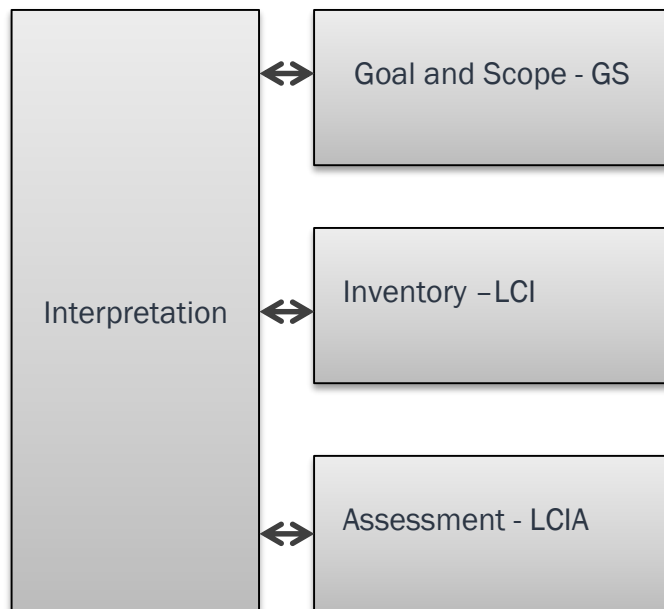 Goal and Scope - GS
Interpretation
Inventory –LCI
Assessment - LCIA